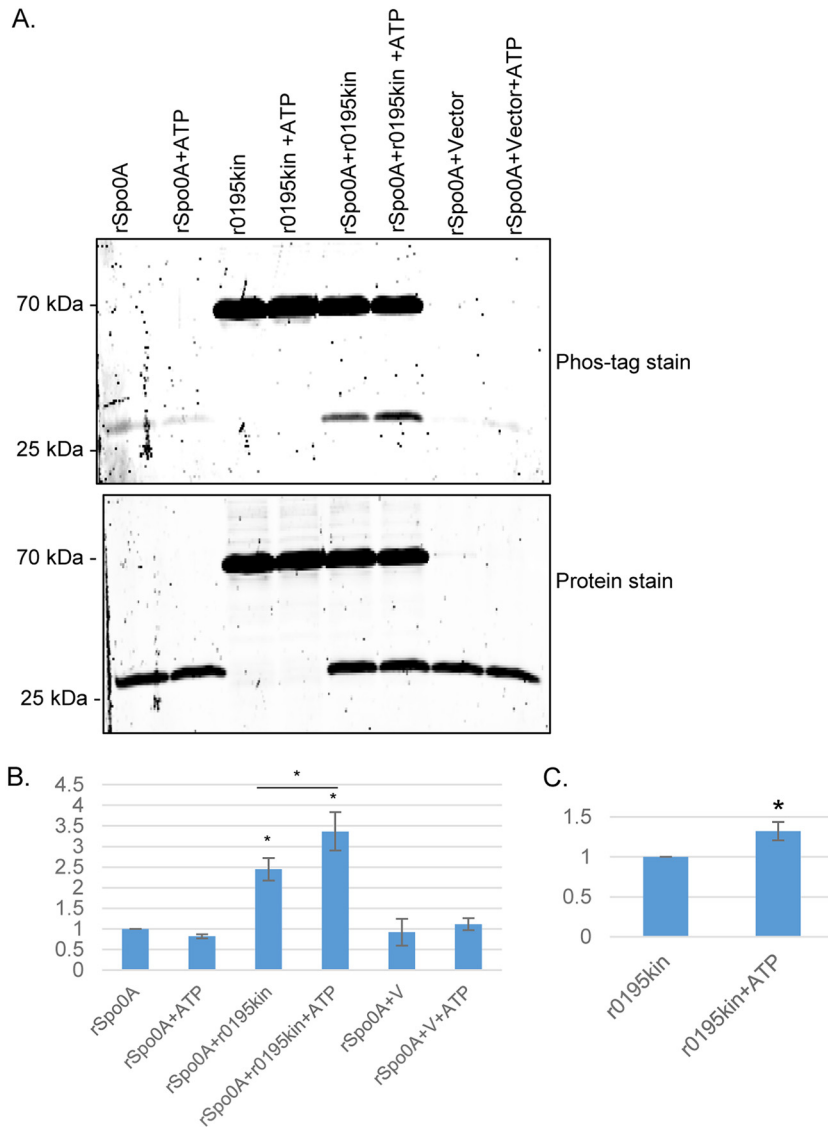 A.
rSpo0A
rSpo0A+ATP
r0195kin
r0195kin +ATP
rSpo0A+r0195kin
rSpo0A+r0195kin +ATP
rSpo0A+Vector
rSpo0A+Vector+ATP
70 kDa -
Phos-tag stain
25 kDa -
70 kDa -
Protein stain
25 kDa -
B.
4.5
4
3.5
3
2.5
2
1.5
1
0.5
0
*
*
*
rSpo0A
rSpo0A+ATP
rSpo0A+r0195kin
rSpo0A+r0195kin+ATP
rSpo0A+V
rSpo0A+V+ATP
C.
1.5
1
0.5
0
*
r0195kin
r0195kin+ATP